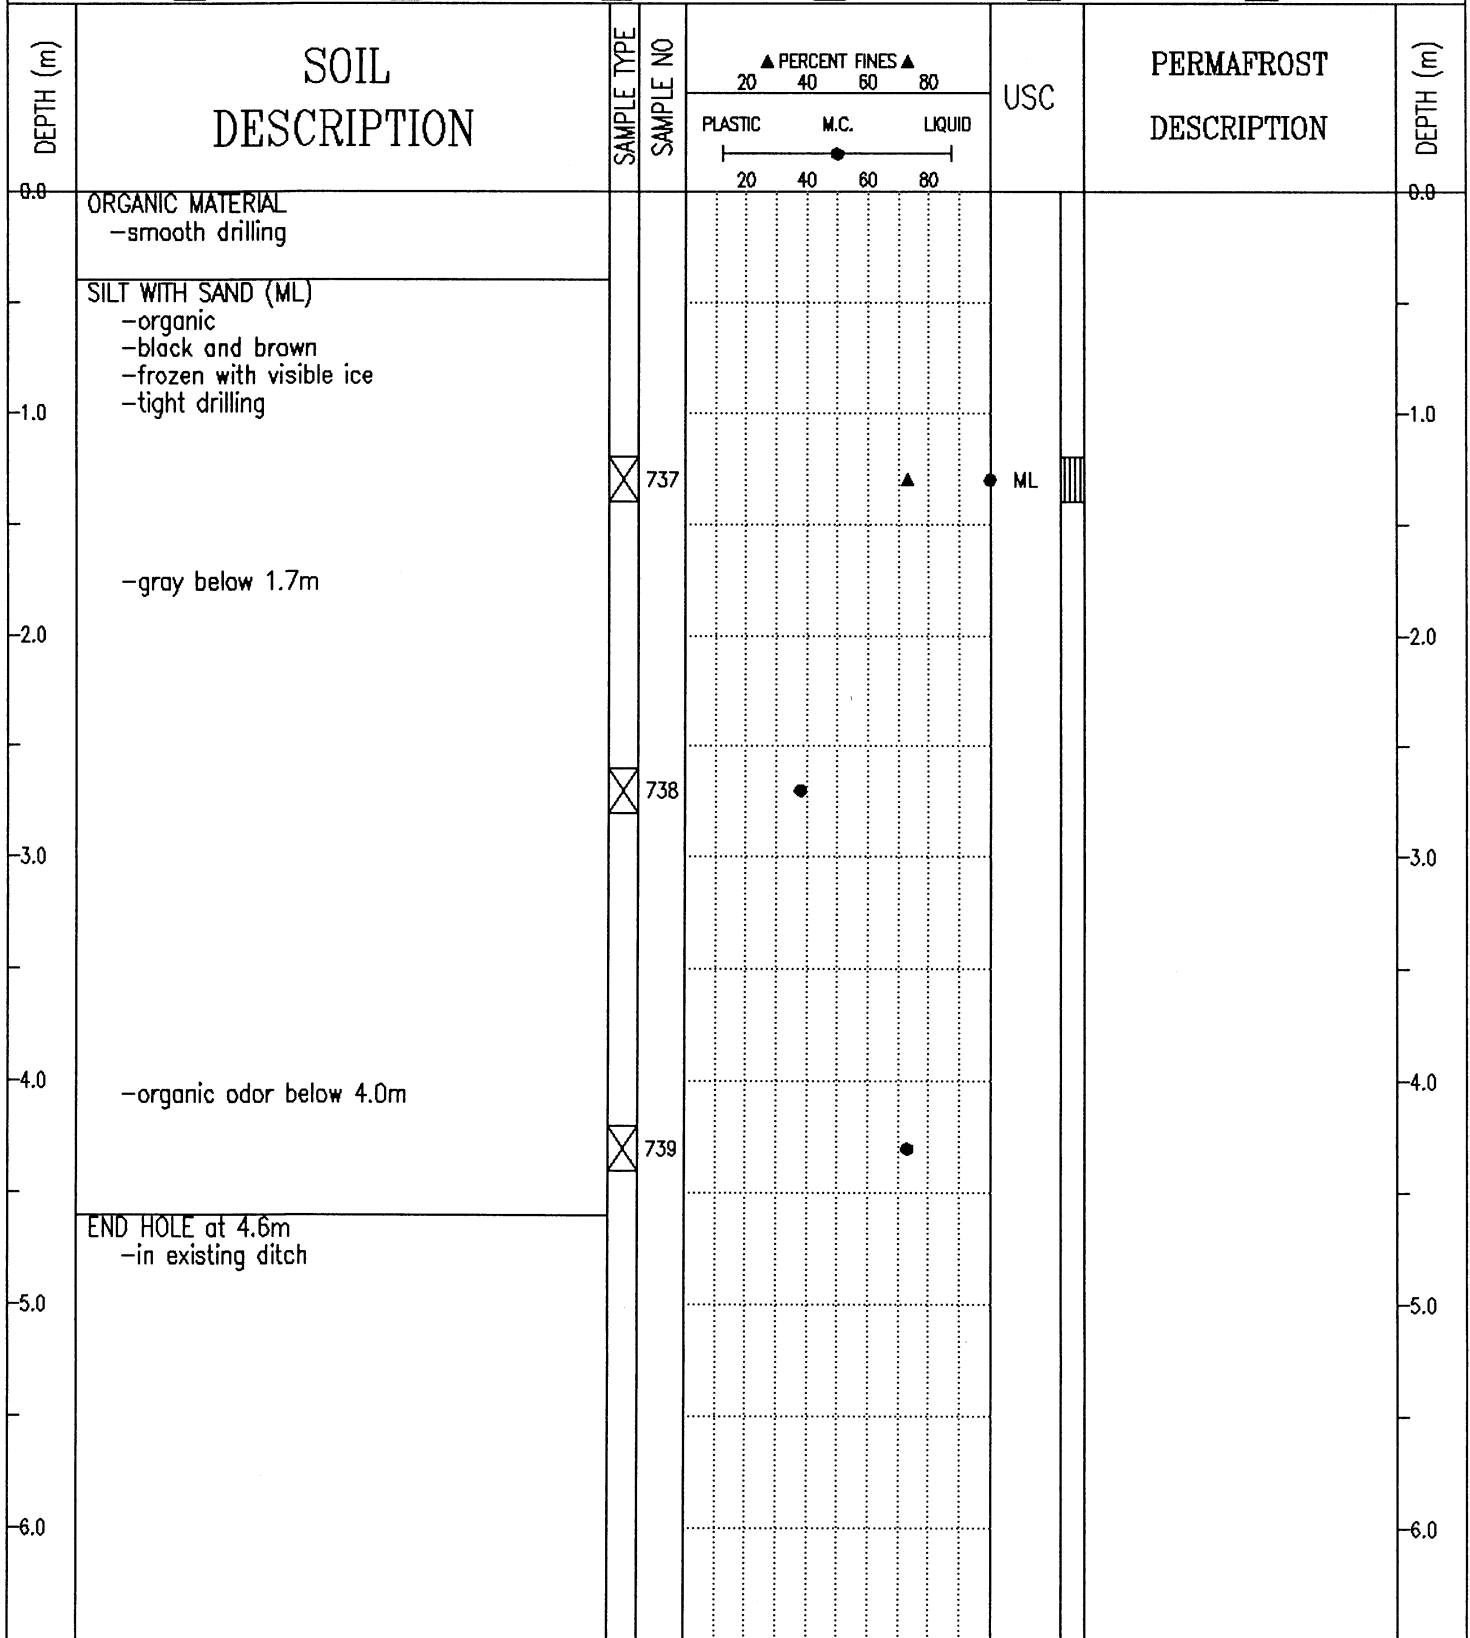 DEPTH (m)
SOIL
DESCRIPTION
SAMPLE TYPE
SAMPLE NO
▲ PERCENT FINES ▲
20 40 60 80
PLASTIC M.C. LIQUID
20 40 60 80
USC
PERMAFROST
DESCRIPTION
DEPTH (m)
0.0
0.0
ORGANIC MATERIAL
-smooth drilling
SILT WITH SAND (ML)
-organic
-black and brown
-frozen with visible ice
-tight drilling
1.0
1.0
737
ML
-gray below 1.7m
2.0
2.0
738
3.0
3.0
4.0
4.0
-organic odor below 4.0m
739
END HOLE at 4.6m
-in existing ditch
5.0
5.0
6.0
6.0